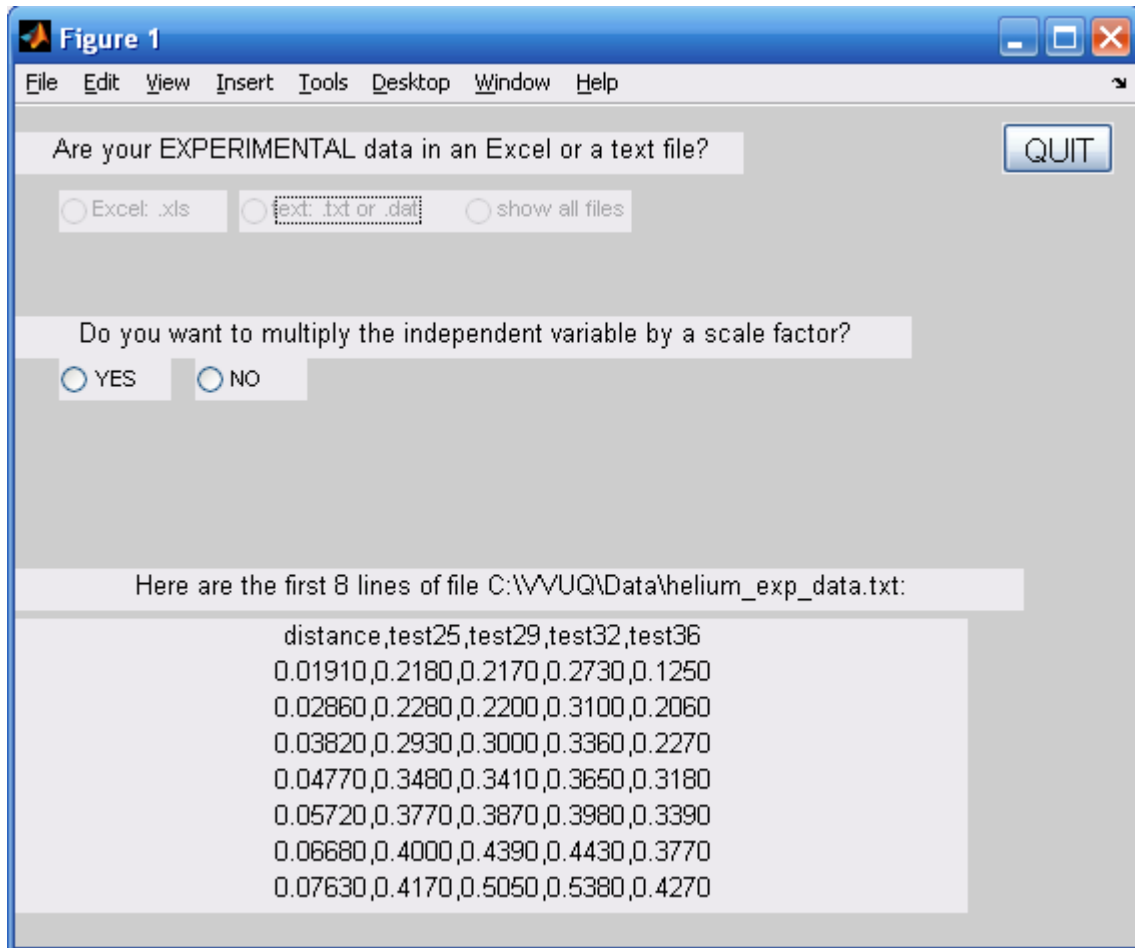 Figure 1
File Edit View Insert Tools Desktop Window Help
Are your EXPERIMENTAL data in an Excel or a text file?
QUIT
Excel: .xls text: .txt or .dat show all files
Do you want to multiply the independent variable by a scale factor?
YES NO
Here are the first 8 lines of file C:\VVUQ\Data\helium_exp_data.txt:
distance,test25,test29,test32,test36
0.01910,0.2180,0.2170,0.2730,0.1250
0.02860,0.2280,0.2200,0.3100,0.2060
0.03820,0.2930,0.3000,0.3360,0.2270
0.04770,0.3480,0.3410,0.3650,0.3180
0.05720,0.3770,0.3870,0.3980,0.3390
0.06680,0.4000,0.4390,0.4430,0.3770
0.07630,0.4170,0.5050,0.5380,0.4270